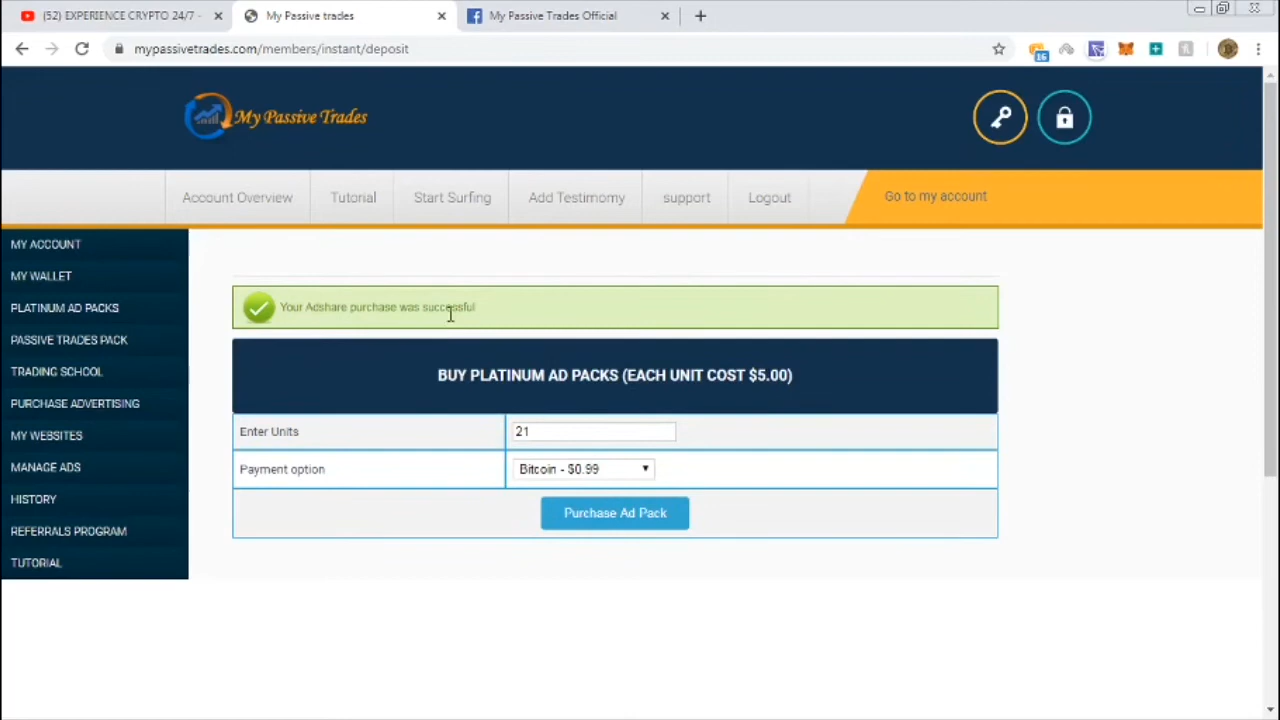 (52) EXPERIENCE CRYPTO 24/7 -
My Passive trades
My Passive Trades Official
mypassivetrades.com/members/instant/deposit
16
My Passive Trades
Account Overview
Tutorial
Start Surfing
Add Testimomy
support
Logout
Go to my account
MY ACCOUNT
MY WALLET
PLATINUM AD PACKS
PASSIVE TRADES PACK
TRADING SCHOOL
PURCHASE ADVERTISING
MY WEBSITES
MANAGE ADS
HISTORY
REFERRALS PROGRAM
TUTORIAL
Your Adshare purchase was successful
BUY PLATINUM AD PACKS (EACH UNIT COST $5.00)
Enter Units
21
Payment option
Bitcoin - $0.99
Purchase Ad Pack